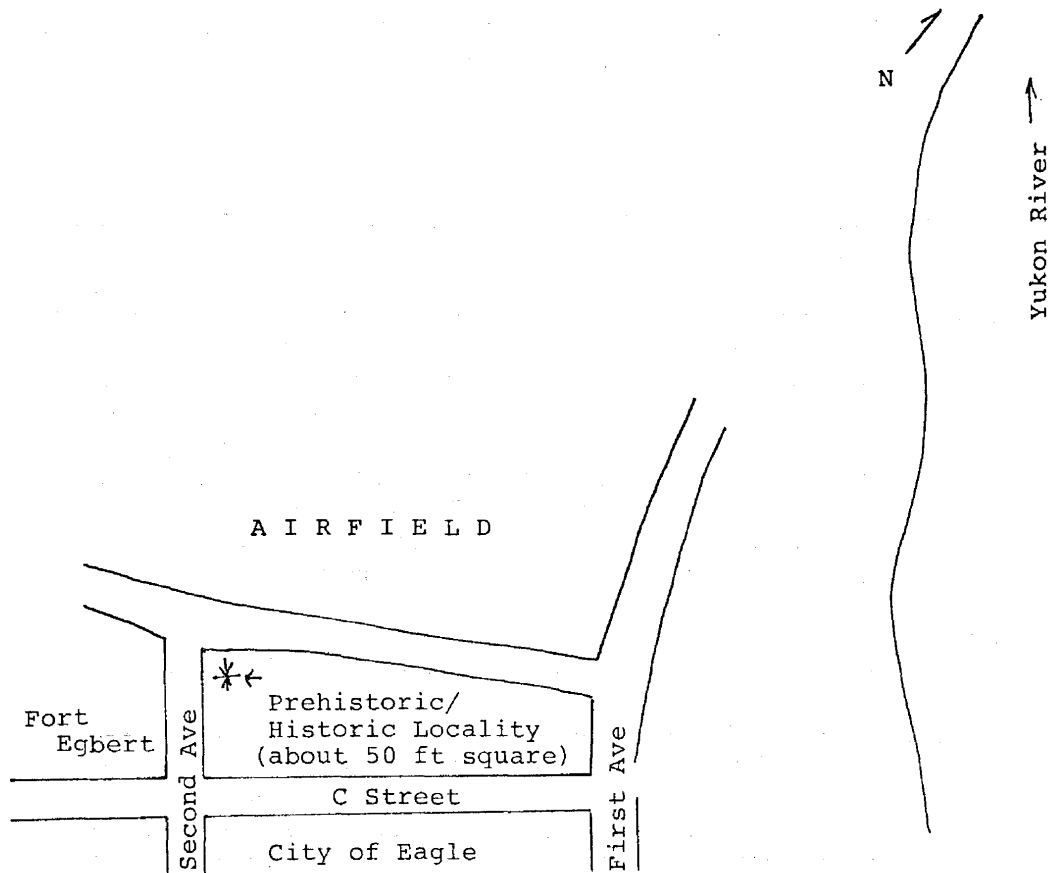 N
Yukon River
A I R F I E L D
Prehistoric/
Historic Locality
(about 50 ft square)
Fort
Egbert
Second Ave
First Ave
C Street
City of Eagle